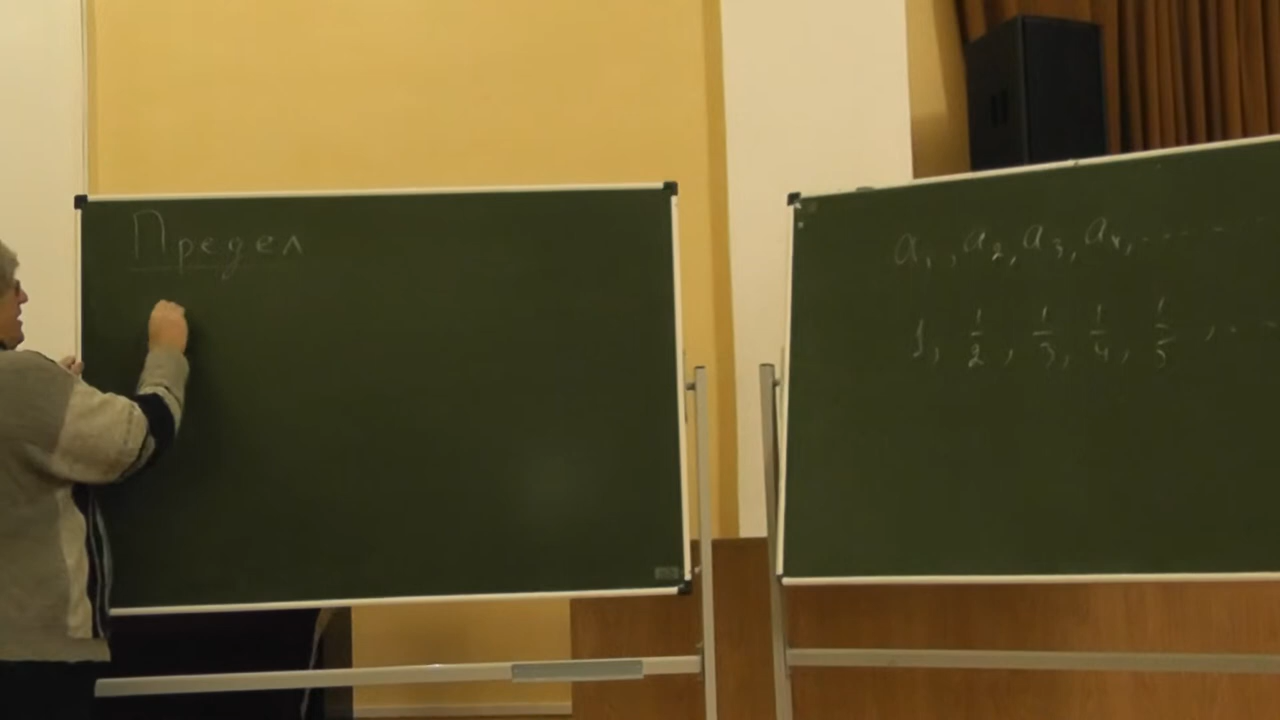 Предел
a₁, a₂, a₃, a₄, . . . . .
1, 1/2, 1/3, 1/4, 1/5, . . .